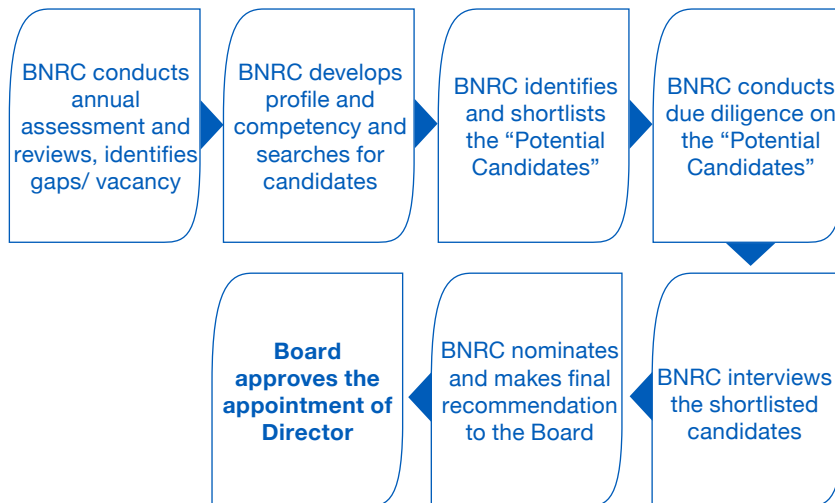 BNRC conducts
annual
assessment and
reviews, identifies
gaps/ vacancy
BNRC develops
profile and
competency and
searches for
candidates
BNRC identifies
and shortlists
the “Potential
Candidates”
BNRC conducts
due diligence on
the “Potential
Candidates”
BNRC interviews
the shortlisted
candidates
BNRC nominates
and makes final
recommendation
to the Board
Board
approves the
appointment of
Director